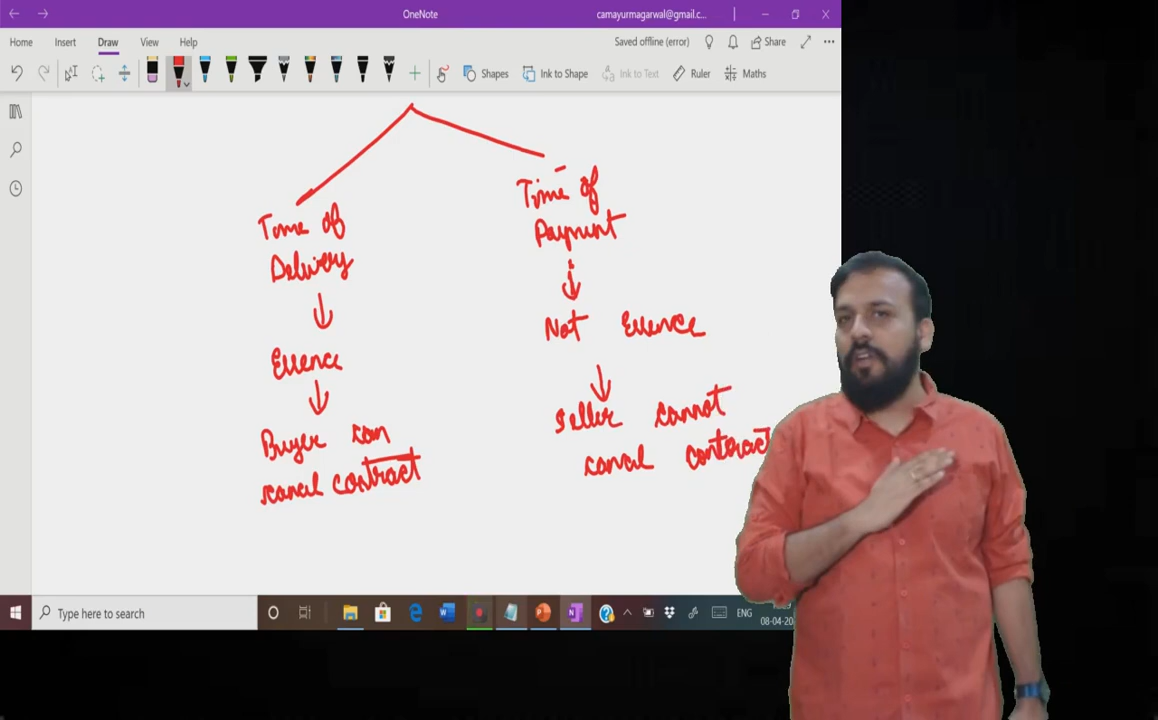 OneNote
camayurmagarwal@gmail.c...
Home Insert Draw View Help
Saved offline (error)
Share
Shapes
Ink to Shape
Ink to Text
Ruler
Maths
Time of
Delivery
Essence
Buyer can
cancel contract
Time of
Payment
Not Essence
Seller cannot
cancel contract
Type here to search
ENG